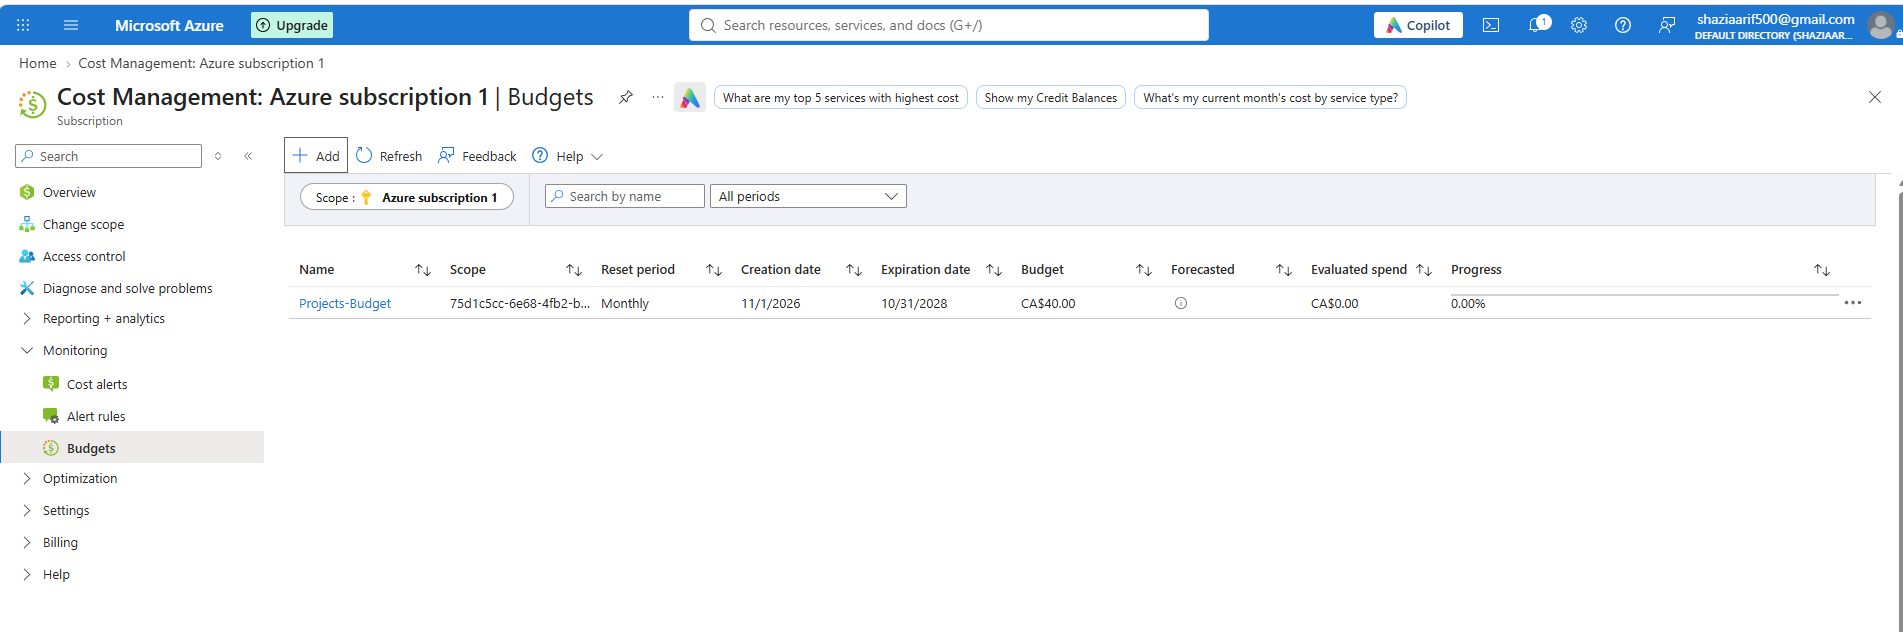 Microsoft Azure
Upgrade
Search resources, services, and docs (G+/)
Copilot
1
shaziaarif500@gmail.com
DEFAULT DIRECTORY (SHAZIAAR...
Home > Cost Management: Azure subscription 1
Cost Management: Azure subscription 1 | Budgets
...
What are my top 5 services with highest cost
Show my Credit Balances
What's my current month's cost by service type?
Subscription
Search
Add
Refresh
Feedback
Help
Overview
Change scope
Access control
Diagnose and solve problems
Reporting + analytics
Monitoring
Cost alerts
Alert rules
Budgets
Optimization
Settings
Billing
Help
Scope : Azure subscription 1
Search by name
All periods
Name Scope Reset period Creation date Expiration date Budget Forecasted Evaluated spend Progress
Projects-Budget 75d1c5cc-6e68-4fb2-b... Monthly 11/1/2026 10/31/2028 CA$40.00 CA$0.00 0.00%